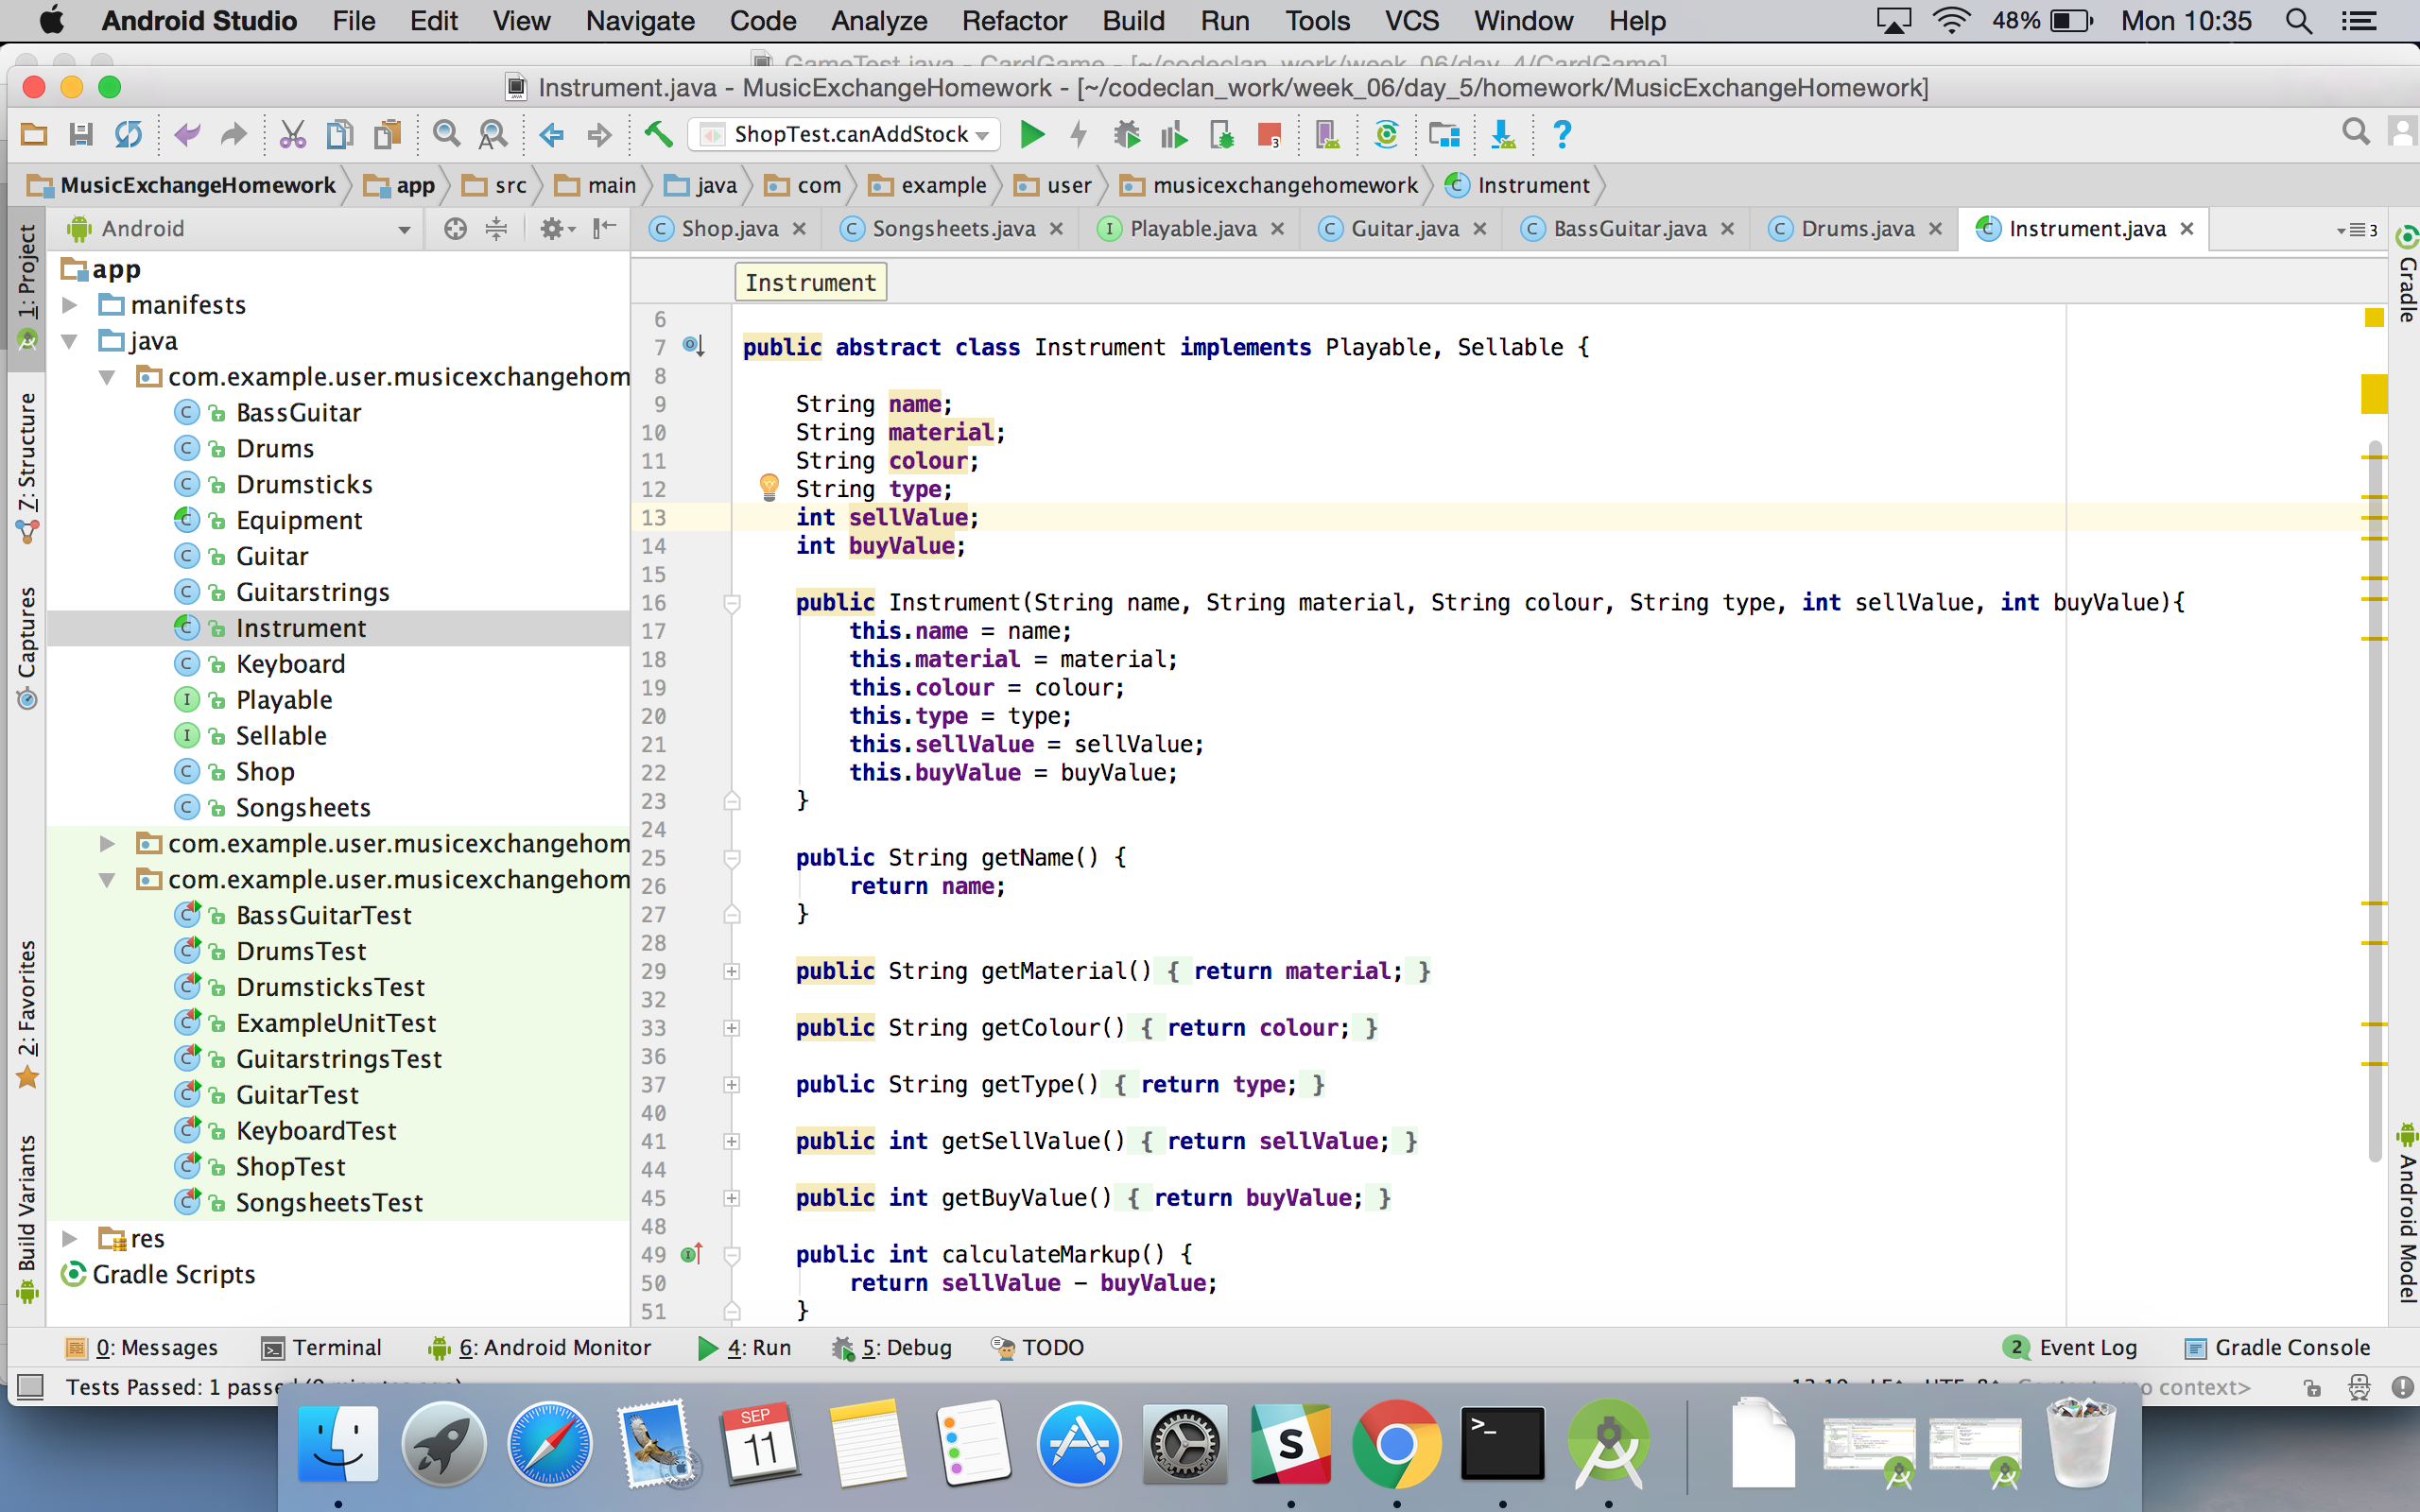 Android Studio File Edit View Navigate Code Analyze Refactor Build Run Tools VCS Window Help 48% Mon 10:35
GameTest.java - CardGame - [~/codeclan_work/week_06/day_4/CardGame]
Instrument.java - MusicExchangeHomework - [~/codeclan_work/week_06/day_5/homework/MusicExchangeHomework]
ShopTest.canAddStock
MusicExchangeHomework app src main java com example user musicexchangehomework Instrument
Android
Shop.java Songsheets.java Playable.java Guitar.java BassGuitar.java Drums.java Instrument.java 3
1: Project
7: Structure
Captures
2: Favorites
Build Variants
app
manifests
java
com.example.user.musicexchangehom
BassGuitar
Drums
Drumsticks
Equipment
Guitar
Guitarstrings
Instrument
Keyboard
Playable
Sellable
Shop
Songsheets
com.example.user.musicexchangehom
com.example.user.musicexchangehom
BassGuitarTest
DrumsTest
DrumsticksTest
ExampleUnitTest
GuitarstringsTest
GuitarTest
KeyboardTest
ShopTest
SongsheetsTest
res
Gradle Scripts
Instrument
6
7 public abstract class Instrument implements Playable, Sellable {
8
9 String name;
10 String material;
11 String colour;
12 String type;
13 int sellValue;
14 int buyValue;
15
16 public Instrument(String name, String material, String colour, String type, int sellValue, int buyValue){
17 this.name = name;
18 this.material = material;
19 this.colour = colour;
20 this.type = type;
21 this.sellValue = sellValue;
22 this.buyValue = buyValue;
23 }
24
25 public String getName() {
26 return name;
27 }
28
29 public String getMaterial() { return material; }
32
33 public String getColour() { return colour; }
36
37 public String getType() { return type; }
40
41 public int getSellValue() { return sellValue; }
44
45 public int getBuyValue() { return buyValue; }
48
49 public int calculateMarkup() {
50 return sellValue - buyValue;
51 }
Gradle
Android Model
0: Messages Terminal 6: Android Monitor 4: Run 5: Debug TODO 2 Event Log Gradle Console
Tests Passed: 1 passed context>
SEP
11